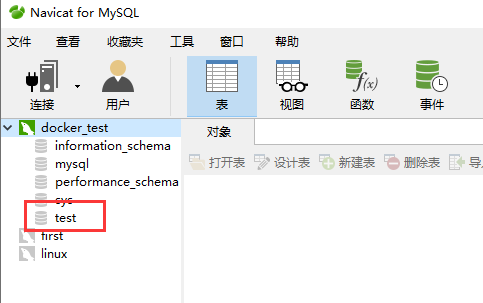 Navicat for MySQL
文件 查看 收藏夹 工具 窗口 帮助
连接 用户 表 视图 函数 事件
f(x)
docker_test 对象
information_schema 打开表 设计表 新建表 删除表 导
mysql
performance_schema
sys
test
first
linux